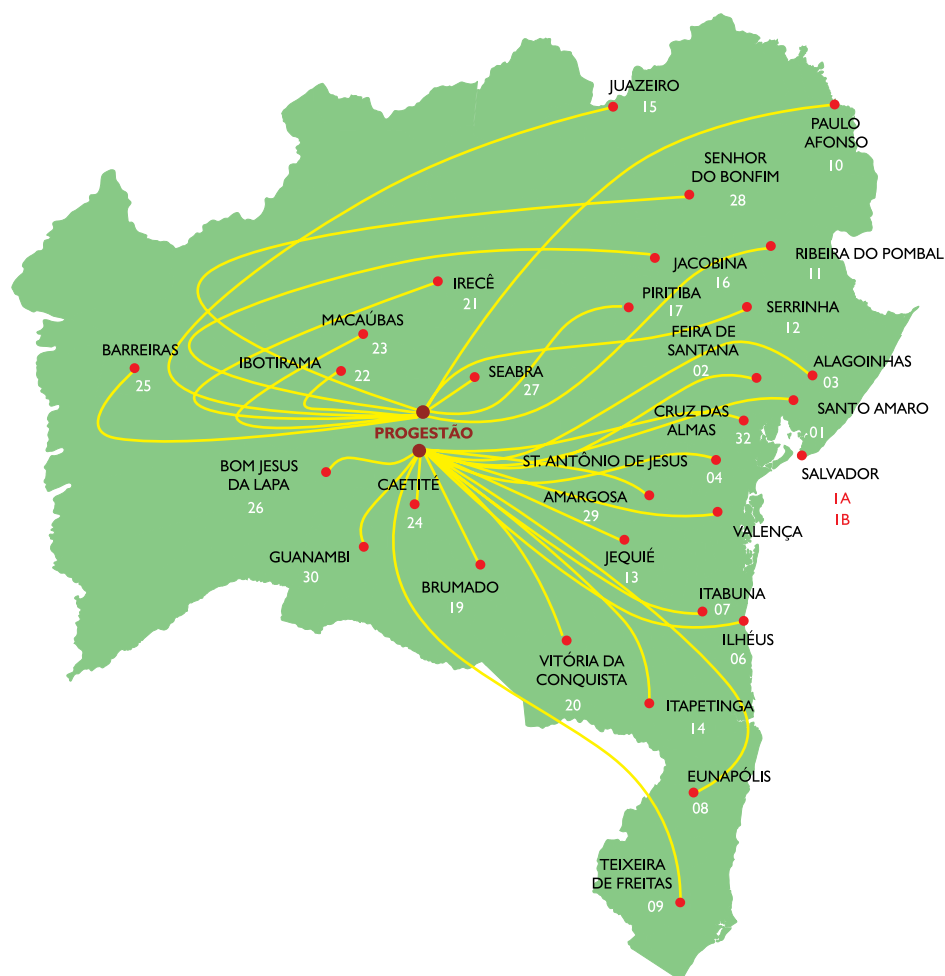 JUAZEIRO
15
PAULO
AFONSO
10
SENHOR
DO BONFIM
28
RIBEIRA DO POMBAL
11
JACOBINA
16
IRECÊ
21
PIRITIBA
17
SERRINHA
12
MACAÚBAS
23
FEIRA DE
SANTANA
02
BARREIRAS
25
IBOTIRAMA
22
SEABRA
27
ALAGOINHAS
03
SANTO AMARO
01
CRUZ DAS
ALMAS
32
PROGESTÃO
ST. ANTÔNIO DE JESUS
04
SALVADOR
1A
1B
BOM JESUS
DA LAPA
26
CAETITÉ
24
AMARGOSA
29
VALENÇA
GUANAMBI
30
JEQUIÉ
13
BRUMADO
19
ITABUNA
07
ILHÉUS
06
VITÓRIA DA
CONQUISTA
20
ITAPETINGA
14
EUNAPÓLIS
08
TEIXEIRA
DE FREITAS
09